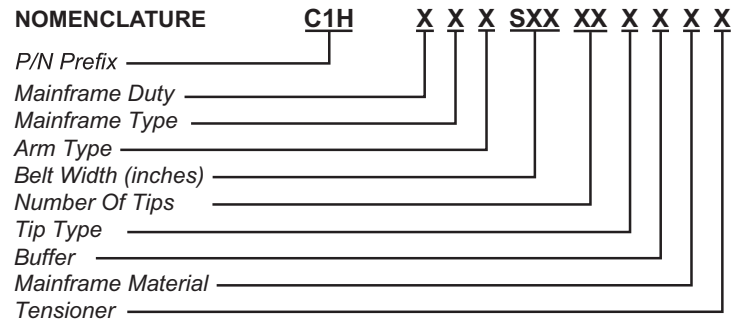 NOMENCLATURE C1H X X X SXX XX X X X X
P/N Prefix
Mainframe Duty
Mainframe Type
Arm Type
Belt Width (inches)
Number Of Tips
Tip Type
Buffer
Mainframe Material
Tensioner